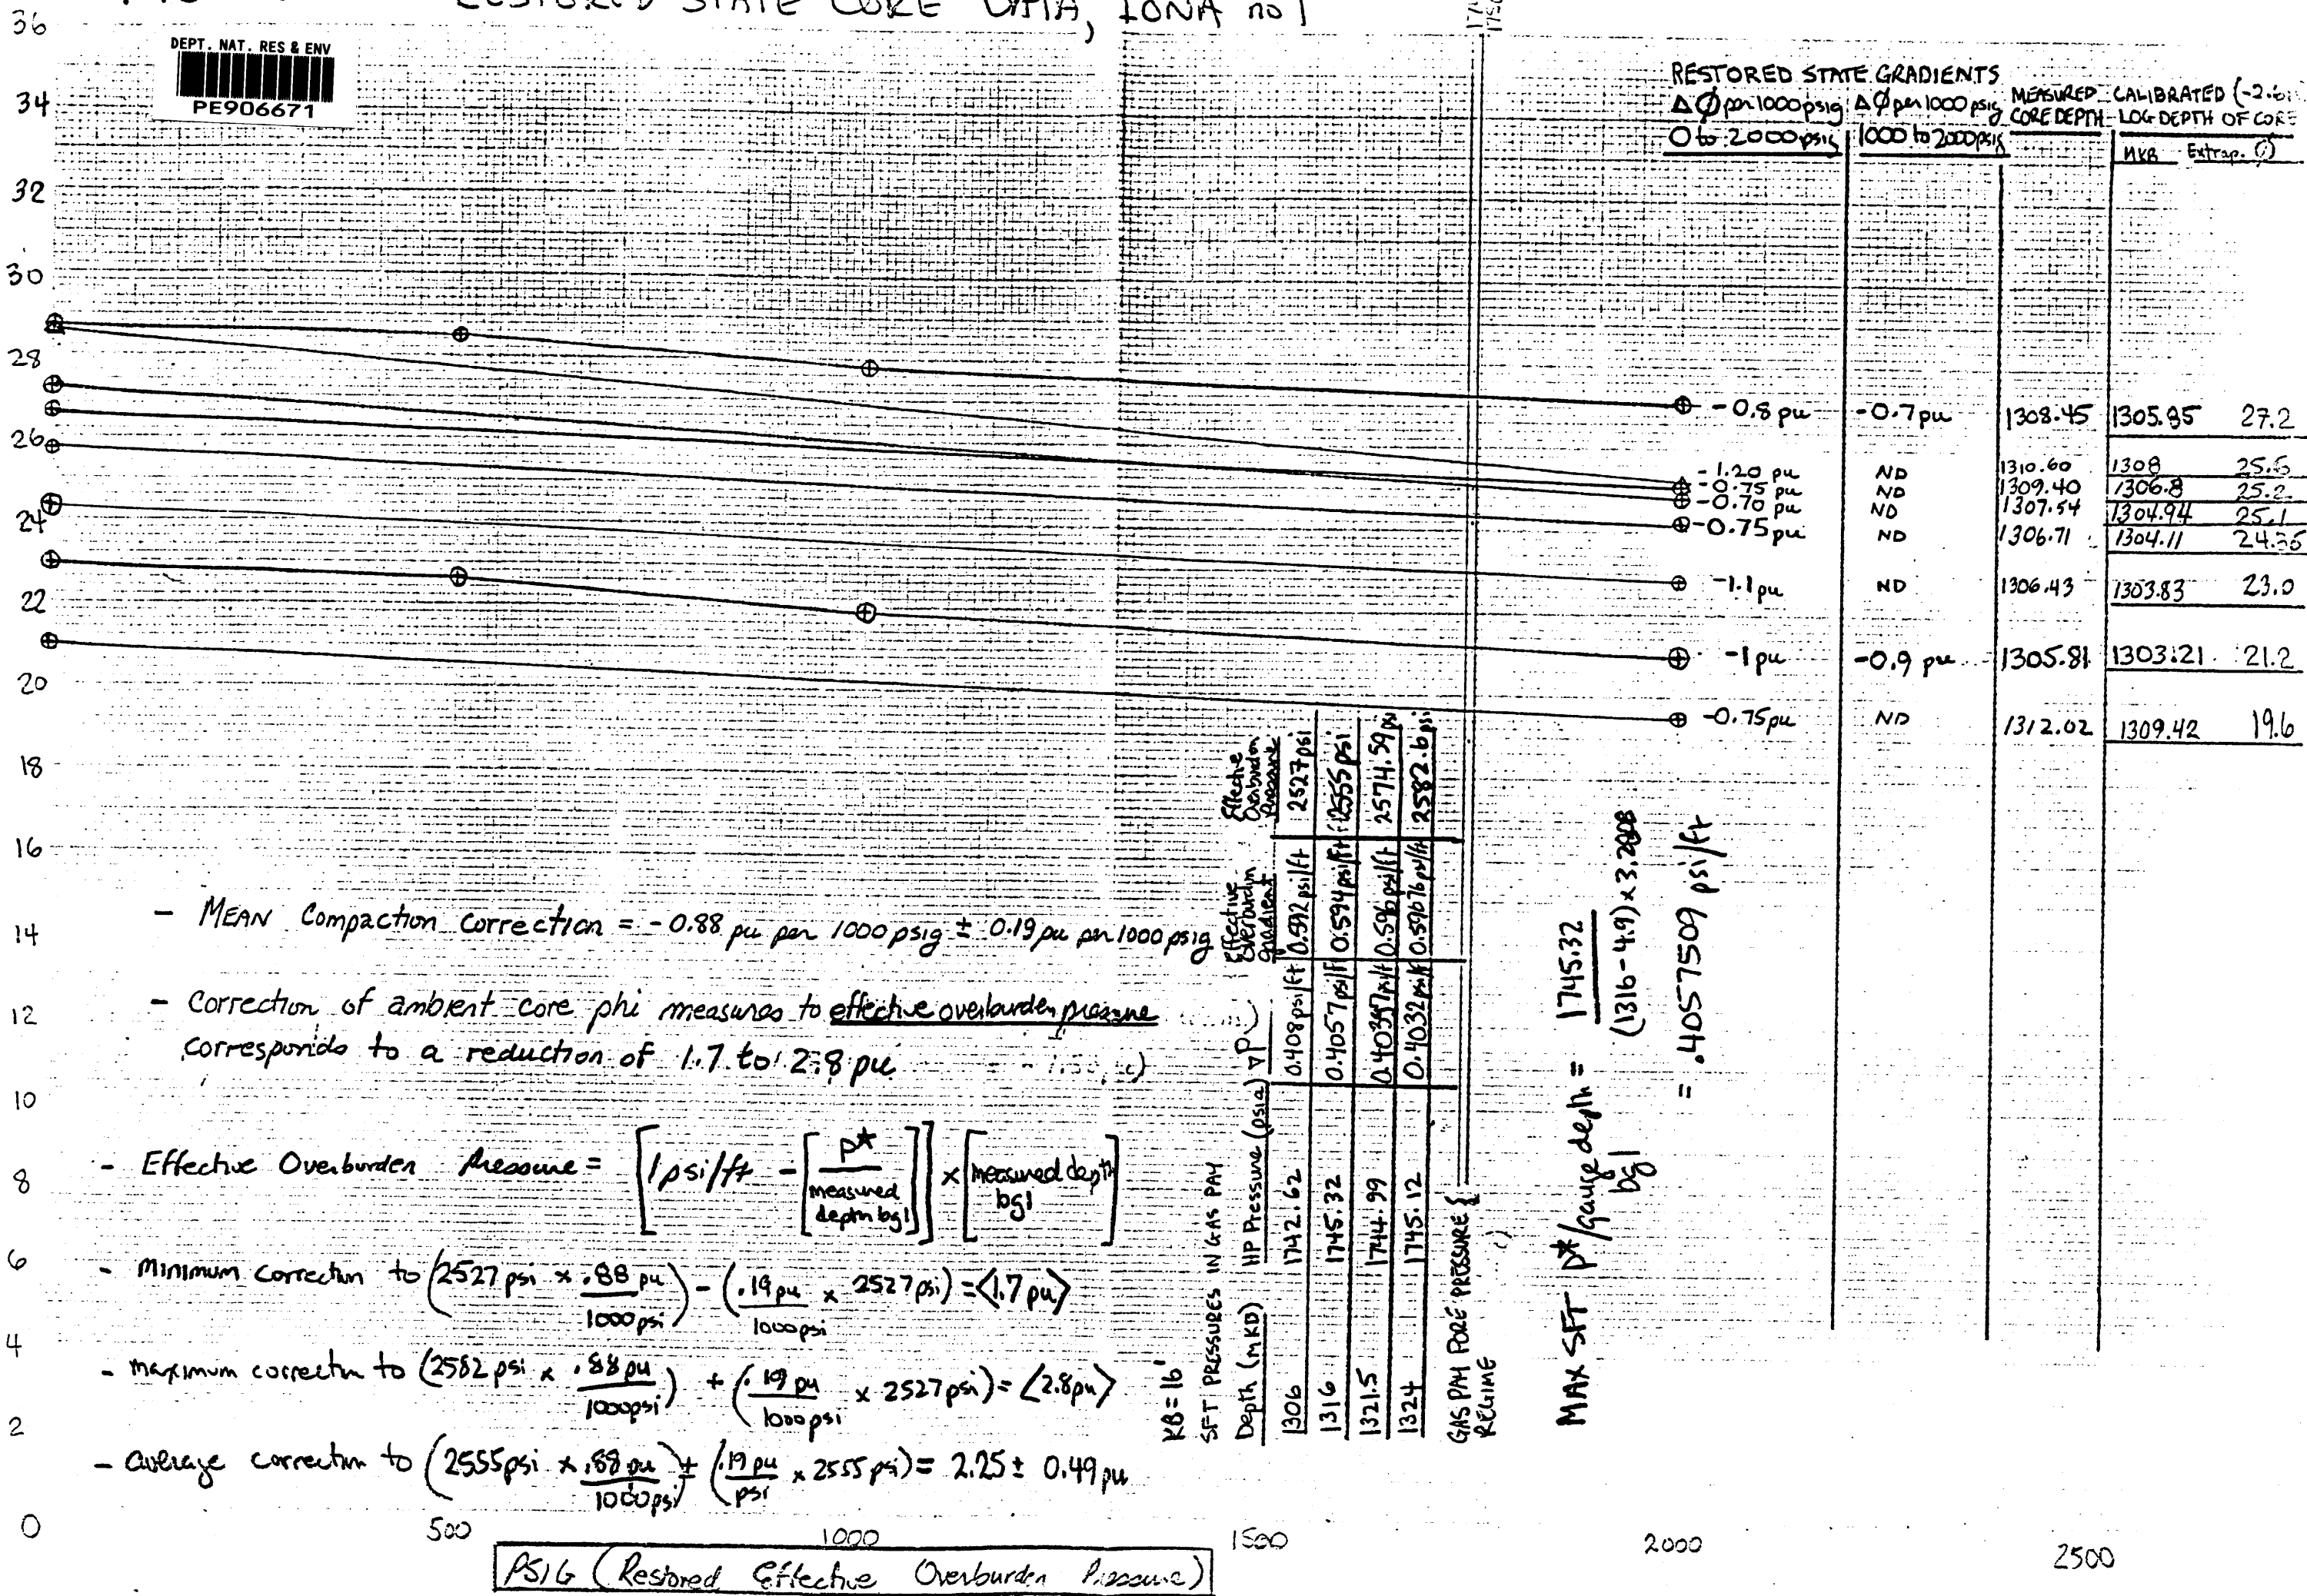 RESTORED STATE CORE DATA, IONA no 1
DEPT. NAT. RES & ENV
PE906671
RESTORED STATE GRADIENTS
ΔØ per 1000 psig ΔØ per 1000 psig MEASURED CALIBRATED (-2.6
0 to 2000 psig 1000 to 2000 psig CORE DEPTH LOG DEPTH OF CORE
MKB Extrap. Ø
36
34
32
30
28
26
24
22
20
18
16
14
12
10
8
6
4
2
0
-0.8 pu -0.7 pu 1308.45 1305.85 27.2
-1.20 pu ND 1310.60 1308
-0.75 pu ND 1309.40 1306.8 25.2
-0.70 pu ND 1307.54 1304.94 25.1
-0.75 pu ND 1306.71 1304.11
-1.1 pu ND 1306.43 1303.83 23.0
-1 pu -0.9 pu 1305.81 1303.21 21.2
-0.75 pu ND 1312.02 1309.42 19.6
- MEAN Compaction correction = -0.88 pu per 1000 psig ± 0.19 pu per 1000 psig
- Correction of ambient core phi measures to effective overburden pressure
corresponds to a reduction of 1.7 to 2.8 pu
- Effective Overburden Pressure = [1 psi/ft - [P* / measured depth bgl]] x [measured depth bgl]
- Minimum correctin to (2527 psi x .88 pu / 1000 psi) - (.19 pu / 1000 psi x 2527 psi) = <1.7 pu>
- maximum correctin to (2582 psi x .88 pu / 1000 psi) + (.19 pu / 1000 psi x 2527 psi) = <2.8 pu>
- average correctin to (2555 psi x .88 pu / 1000 psi) ± (.19 pu / psi x 2555 psi) = 2.25 ± 0.49 pu
KB = 16'
SFT PRESSURES IN GAS PAY
Depth (MKB) HP Pressure (psia) ∇P Effective Overburden Gradient Effective Overburden Pressure
1306 1742.62 0.408 psi/ft 0.592 psi/ft 2527 psi
1316 1745.32 0.4057 psi/ft 0.594 psi/ft 2555 psi
1321.5 1744.99 0.596 psi/ft 2574.59 psi
1324 1745.12 0.4032 psi/ft 0.59676 psi/ft 2582.6 psi
GAS PAY PORE PRESSURE {
REGIME
MAX SFT P*/gauge depth bgl = 1745.32 / (1316-4.9) x 3.2808
= .4057509 psi/ft
500
1000
1500
2000
2500
PSIG (Restored Effective Overburden Pressure)